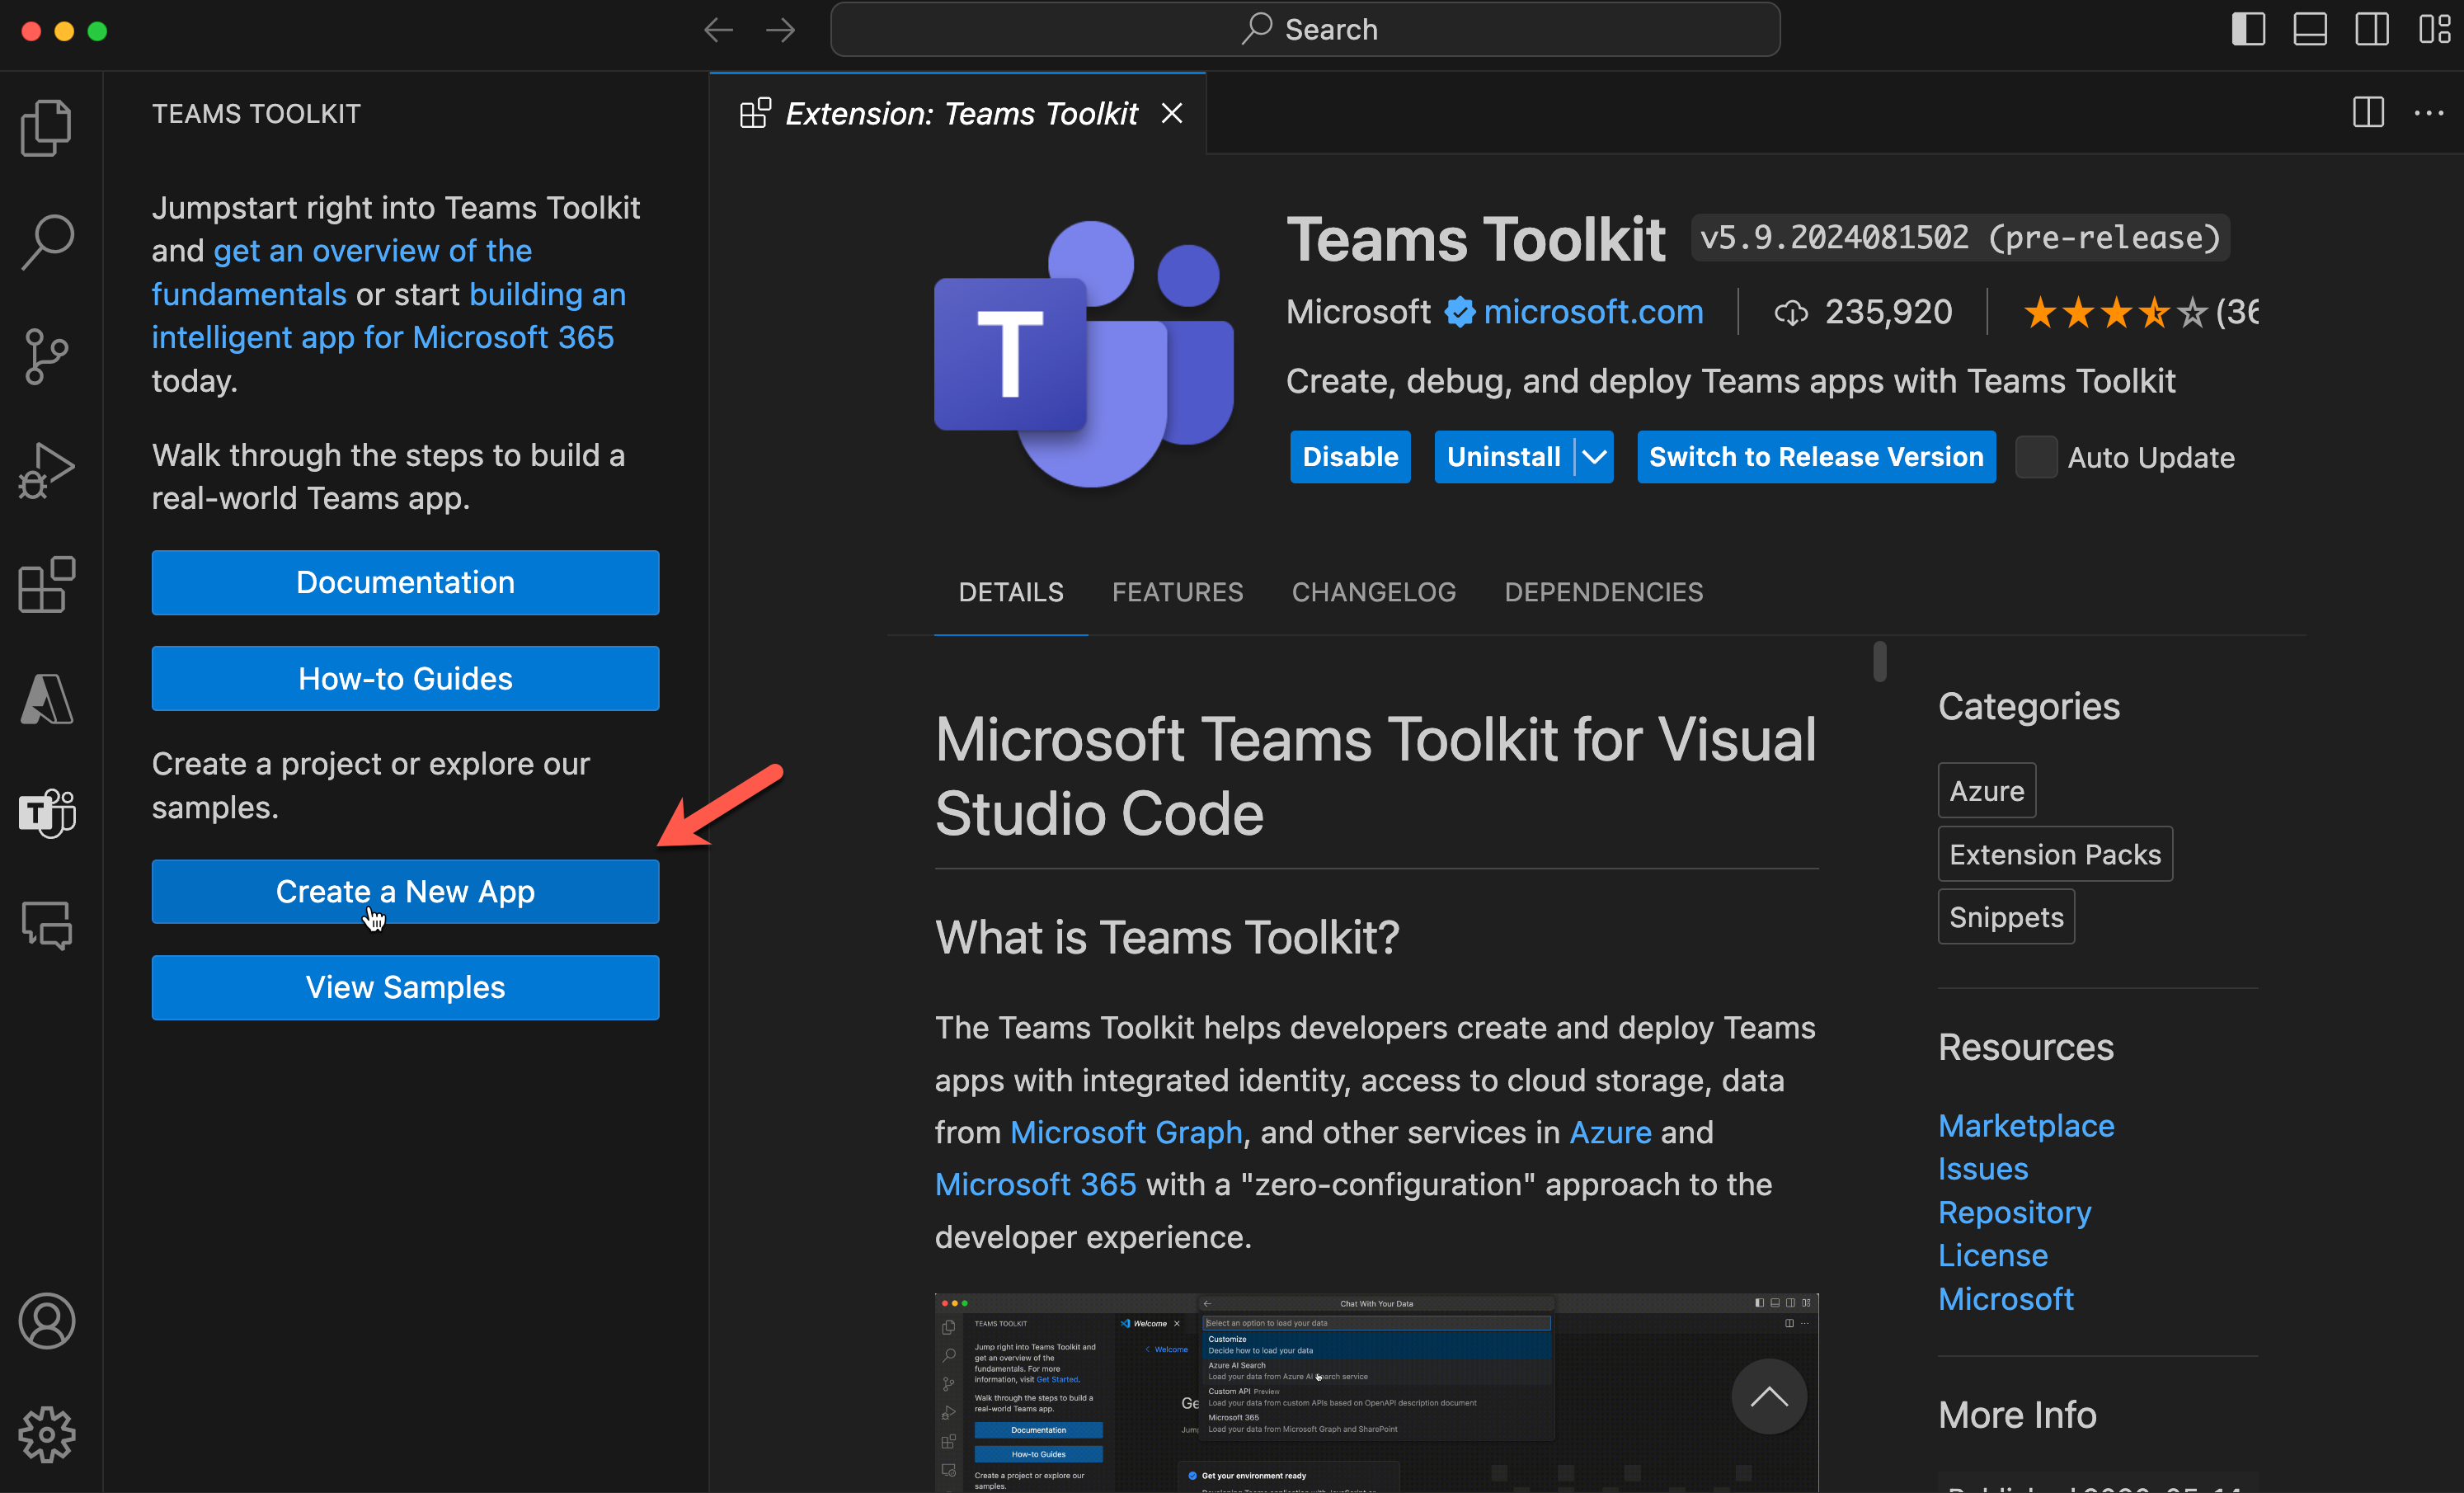 Search
TEAMS TOOLKIT
Jumpstart right into Teams Toolkit
and get an overview of the
fundamentals or start building an
intelligent app for Microsoft 365
today.
Walk through the steps to build a
real-world Teams app.
Documentation
How-to Guides
Create a project or explore our
samples.
Create a New App
View Samples
Extension: Teams Toolkit
T
Teams Toolkit v5.9.2024081502 (pre-release)
Microsoft microsoft.com 235,920 (36
Create, debug, and deploy Teams apps with Teams Toolkit
Disable Uninstall Switch to Release Version Auto Update
DETAILS FEATURES CHANGELOG DEPENDENCIES
Microsoft Teams Toolkit for Visual
Studio Code
What is Teams Toolkit?
The Teams Toolkit helps developers create and deploy Teams
apps with integrated identity, access to cloud storage, data
from Microsoft Graph, and other services in Azure and
Microsoft 365 with a "zero-configuration" approach to the
developer experience.
Chat With Your Data
TEAMS TOOLKIT
Jump right into Teams Toolkit and
get an overview of the
fundamentals. For more
information, visit Get Started.
Walk through the steps to build a
real-world Teams app.
Documentation
How-to Guides
Create a project or explore our
samples.
Welcome
Welcome
Ge
Select an option to load your data
Customize
Decide how to load your data
Azure AI Search
Load your data from Azure AI Search service
Custom API Preview
Load your data from custom APIs based on OpenAPI description document
Microsoft 365
Load your data from Microsoft Graph and SharePoint
Get your environment ready
Categories
Azure
Extension Packs
Snippets
Resources
Marketplace
Issues
Repository
License
Microsoft
More Info